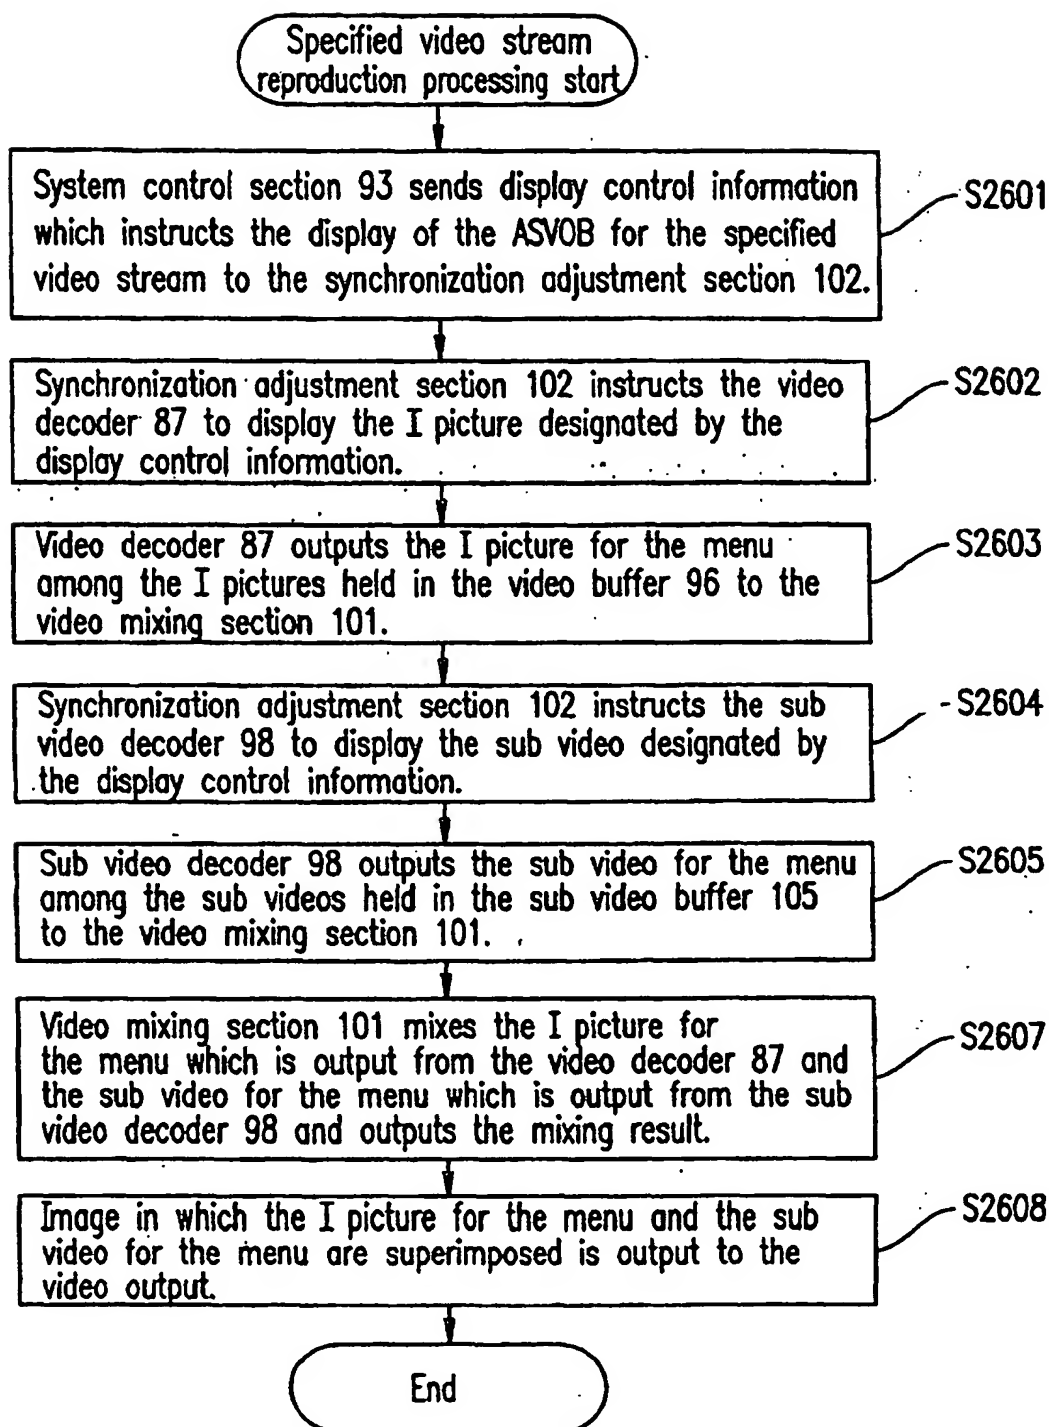 Specified video stream
reproduction processing start
System control section 93 sends display control information
which instructs the display of the ASVOB for the specified
video stream to the synchronization adjustment section 102.
S2601
Synchronization adjustment section 102 instructs the video
decoder 87 to display the I picture designated by the
display control information.
S2602
Video decoder 87 outputs the I picture for the menu
among the I pictures held in the video buffer 96 to the
video mixing section 101.
S2603
Synchronization adjustment section 102 instructs the sub
video decoder 98 to display the sub video designated by
the display control information.
S2604
Sub video decoder 98 outputs the sub video for the menu
among the sub videos held in the sub video buffer 105
to the video mixing section 101.
S2605
Video mixing section 101 mixes the I picture for
the menu which is output from the video decoder 87 and
the sub video for the menu which is output from the sub
video decoder 98 and outputs the mixing result.
S2607
Image in which the I picture for the menu and the sub
video for the menu are superimposed is output to the
video output.
S2608
End